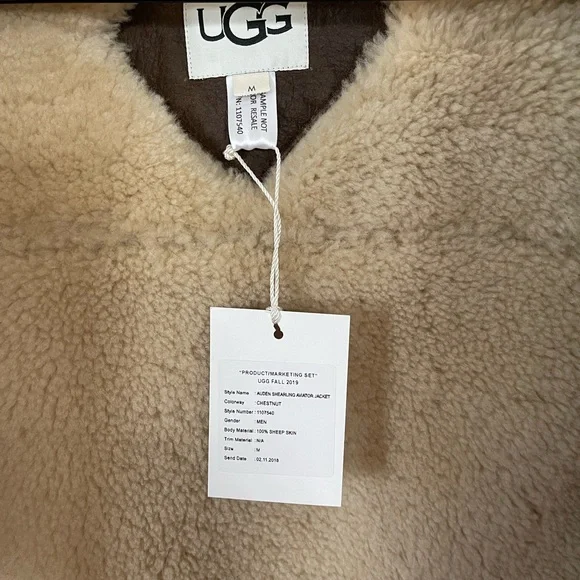 UGG
M
SAMPLE NOT
FOR RESALE
N: 1107540
"PRODUCT/MARKETING SET"
UGG FALL 2019
Style Name : AUDEN SHEARLING AVIATOR JACKET
Colorway : CHESTNUT
Style Number : 1107540
Gender : MEN
Body Material : 100% SHEEP SKIN
Trim Material : N/A
Size : M
Send Date : 02.11.2018